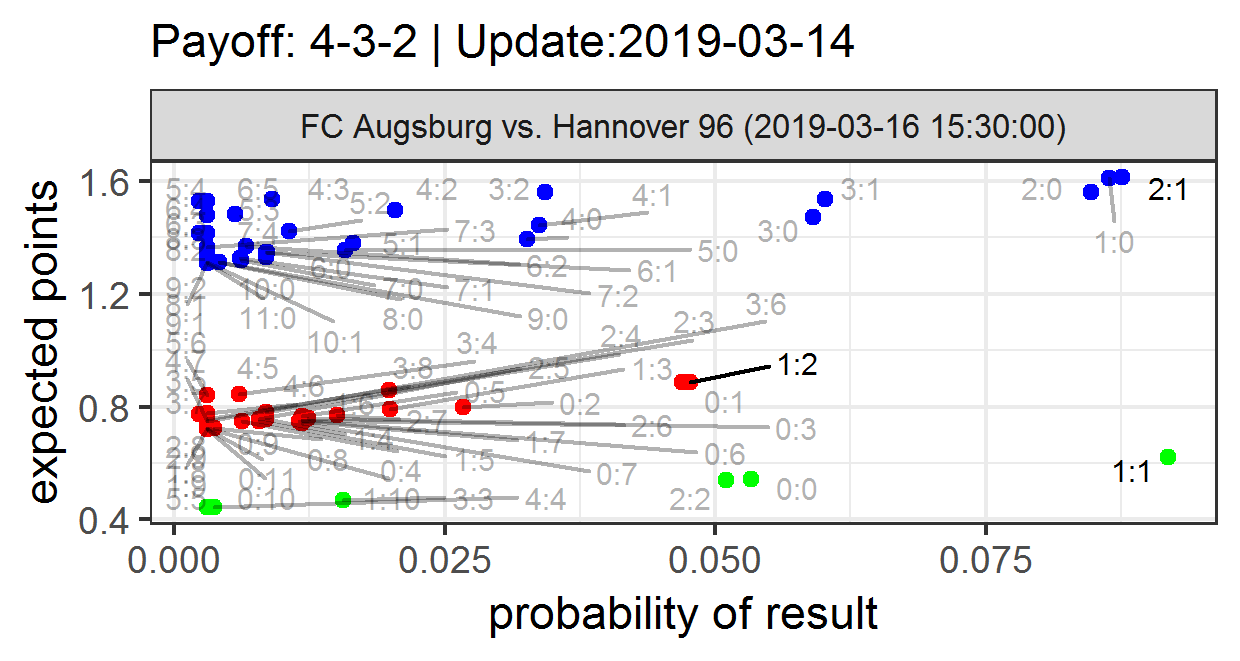 Payoff: 4-3-2 | Update:2019-03-14
FC Augsburg vs. Hannover 96 (2019-03-16 15:30:00)
expected points
1.6
1.2
0.8
0.4
5:4 6:5 4:3 4:2 3:2 4:1 3:1 2:0 2:1
5:2 4:0 3:0 1:0
7:4 7:3 5:1 5:0
6:0 6:2 6:1
10:0 7:0 7:1 7:2
9:1 11:0 8:0 9:0 3:6
10:1 2:4 2:3
5:6 3:4
4:5 3:8 2:5 1:3 1:2
4:6 0:5 0:2 0:1
2:7 2:6 0:3
1:4 1:7
0:9 0:8 1:5 0:6
0:11 0:4 0:7 1:1
0:10 1:10 3:3 4:4 2:2 0:0
0.000 0.025 0.050 0.075
probability of result